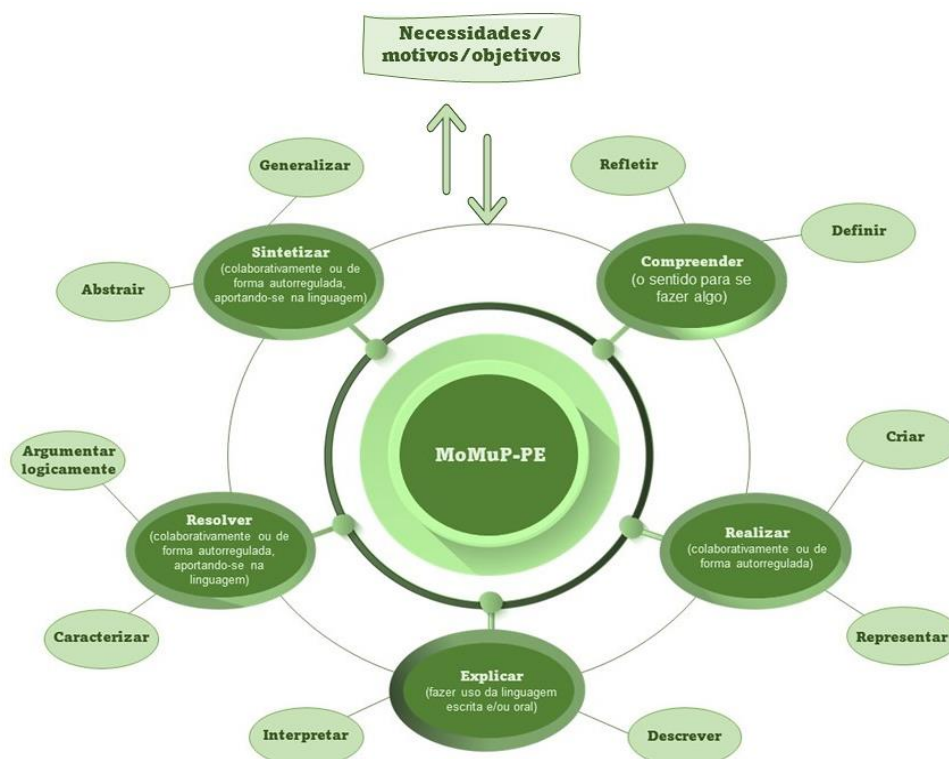 Necessidades/
motivos/objetivos
Generalizar
Refletir
Definir
Abstrair
Sintetizar
(colaborativamente ou de
forma autorregulada,
aportando-se na linguagem)
Compreender
(o sentido para se
fazer algo)
MoMuP-PE
Argumentar
logicamente
Criar
Resolver
(colaborativamente ou de
forma autorregulada,
aportando-se na
linguagem)
Realizar
(colaborativamente ou de
forma autorregulada)
Caracterizar
Representar
Explicar
(fazer uso da linguagem
escrita e/ou oral)
Interpretar
Descrever